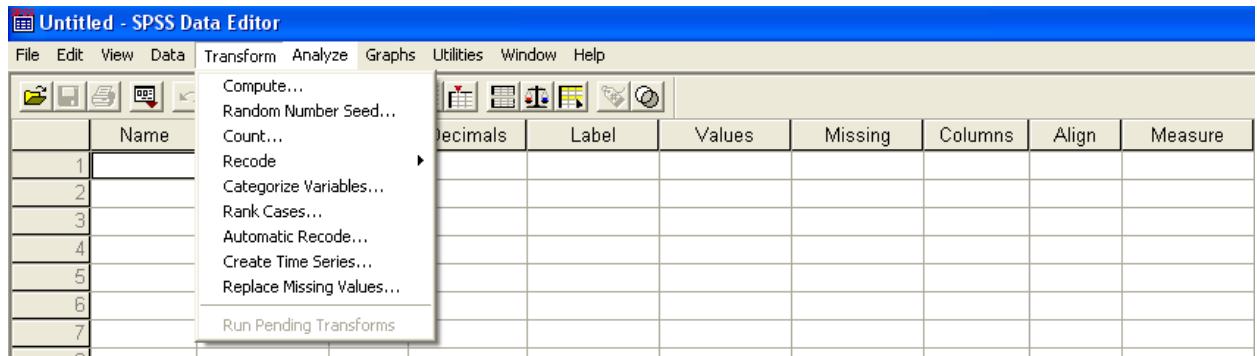 Untitled - SPSS Data Editor
File Edit View Data Transform Analyze Graphs Utilities Window Help
Compute...
Random Number Seed...
Count...
Recode
Categorize Variables...
Rank Cases...
Automatic Recode...
Create Time Series...
Replace Missing Values...
Run Pending Transforms
Name Decimals Label Values Missing Columns Align Measure
1
2
3
4
5
6
7